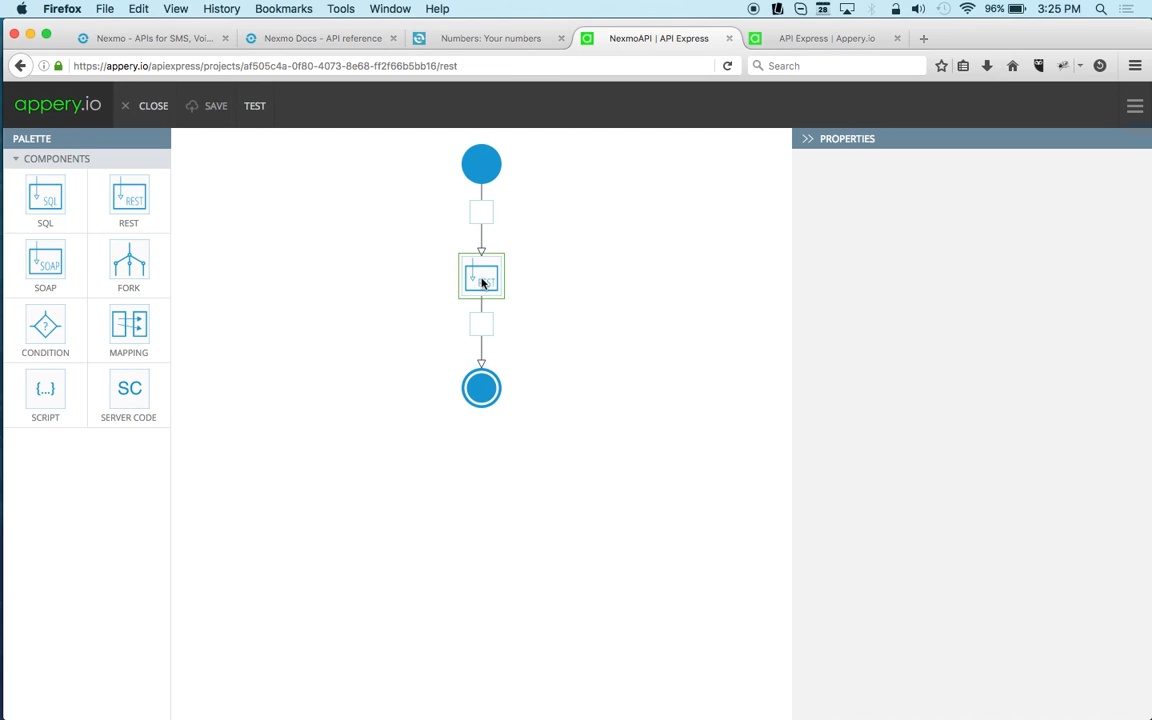 Firefox File Edit View History Bookmarks Tools Window Help 28 96% 3:25 PM
Nexmo - APIs for SMS, Voi... Nexmo Docs - API reference Numbers: Your numbers NexmoAPI | API Express API Express | Appery.io
https://appery.io/apiexpress/projects/af505c4a-0f80-4073-8e68-ff2f66b5bb16/rest Search
appery.io CLOSE SAVE TEST
PALETTE PROPERTIES
COMPONENTS
SQL REST
SQL REST
SOAP
SOAP FORK
?
CONDITION MAPPING
{...} SC
SCRIPT SERVER CODE